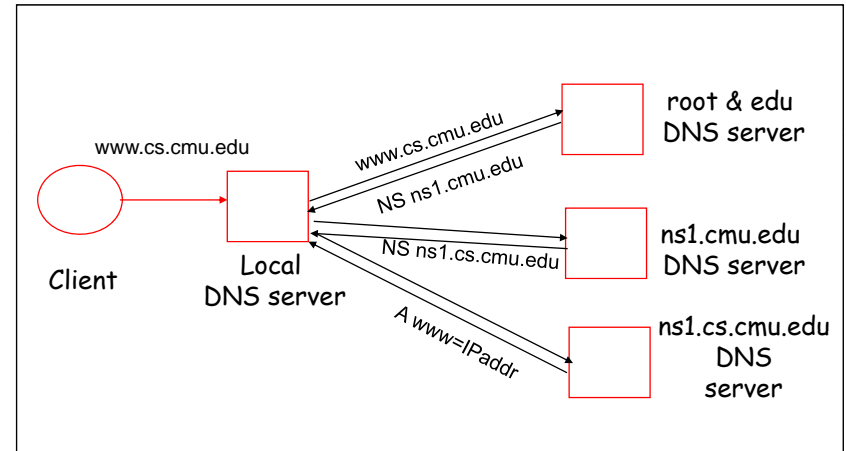 www.cs.cmu.edu
Client
Local
DNS server
www.cs.cmu.edu
NS ns1.cmu.edu
root & edu
DNS server
NS ns1.cs.cmu.edu
ns1.cmu.edu
DNS server
A www=IPaddr
ns1.cs.cmu.edu
DNS
server